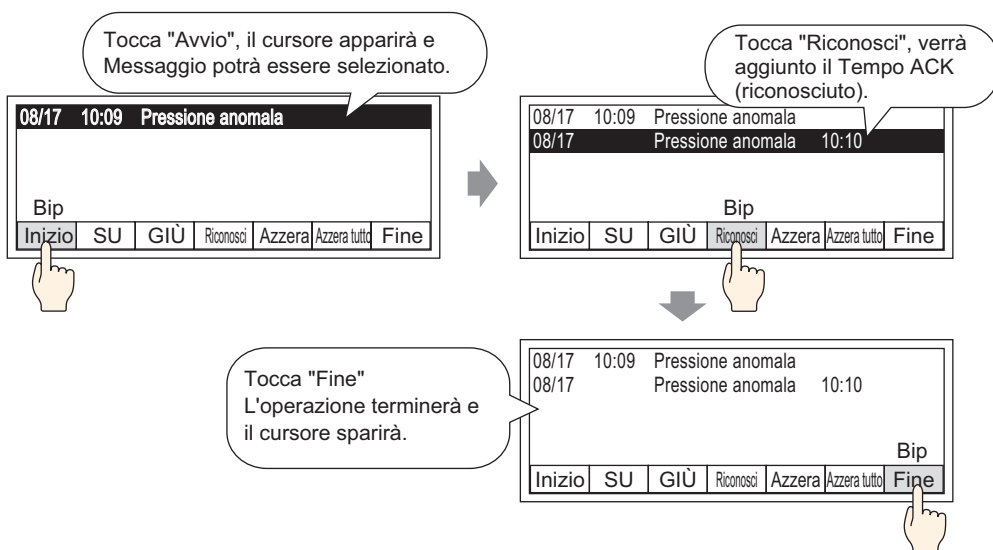 Tocca "Avvio", il cursore apparirà e
Messaggio potrà essere selezionato.
08/17 10:09 Pressione anomala
Bip
Inizio SU GIÙ Riconosci Azzera Azzera tutto Fine
Tocca "Riconosci", verrà
aggiunto il Tempo ACK
(riconosciuto).
08/17 10:09 Pressione anomala
08/17 Pressione anomala 10:10
Bip
Inizio SU GIÙ Riconosci Azzera Azzera tutto Fine
Tocca "Fine"
L'operazione terminerà e
il cursore sparirà.
08/17 10:09 Pressione anomala
08/17 Pressione anomala 10:10
Bip
Inizio SU GIÙ Riconosci Azzera Azzera tutto Fine